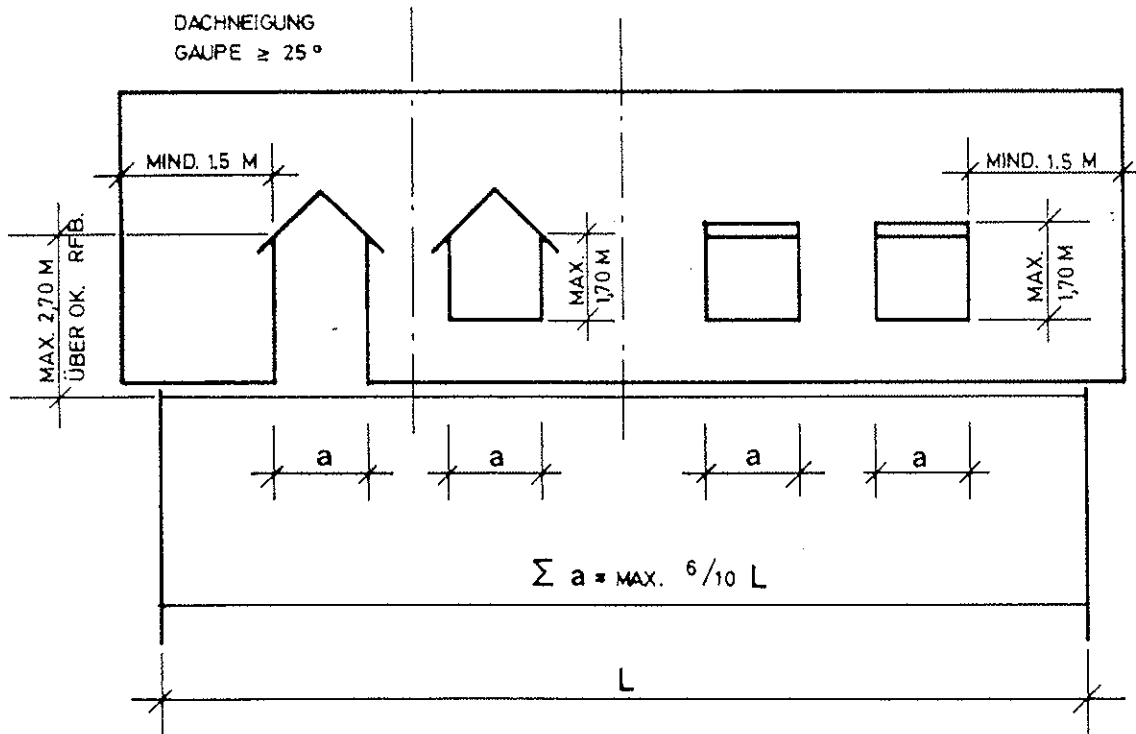 DACHNEIGUNG
GAUPE ≥ 25°
MIND. 1,5 M
MIND. 1.5 M
MAX. 2,70 M
ÜBER OK. RFB.
MAX.
1,70 M
MAX.
1,70 M
a
a
a
a
Σ a = MAX. 6/10 L
L